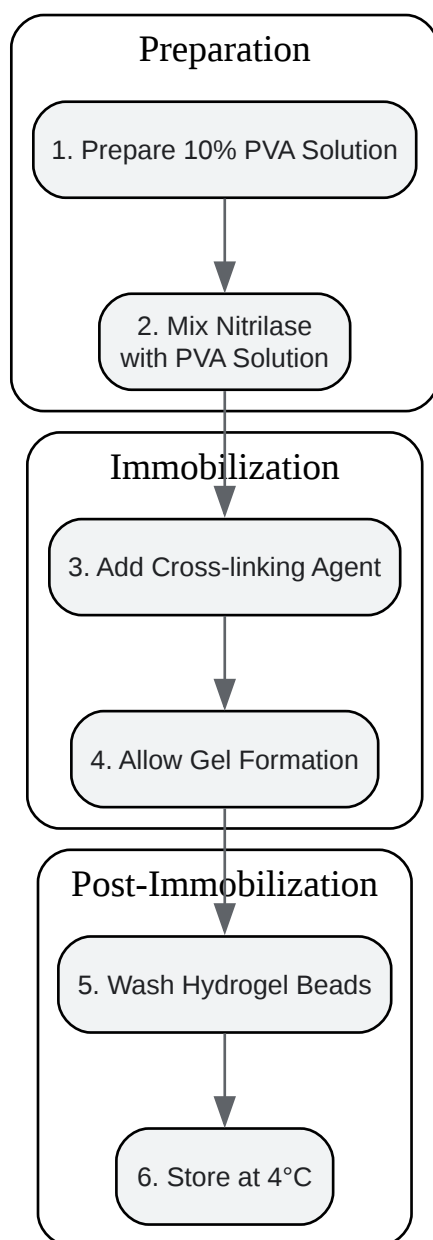 Preparation
1. Prepare 10% PVA Solution
2. Mix Nitrilase
with PVA Solution
Immobilization
3. Add Cross-linking Agent
4. Allow Gel Formation
Post-Immobilization
5. Wash Hydrogel Beads
6. Store at 4°C